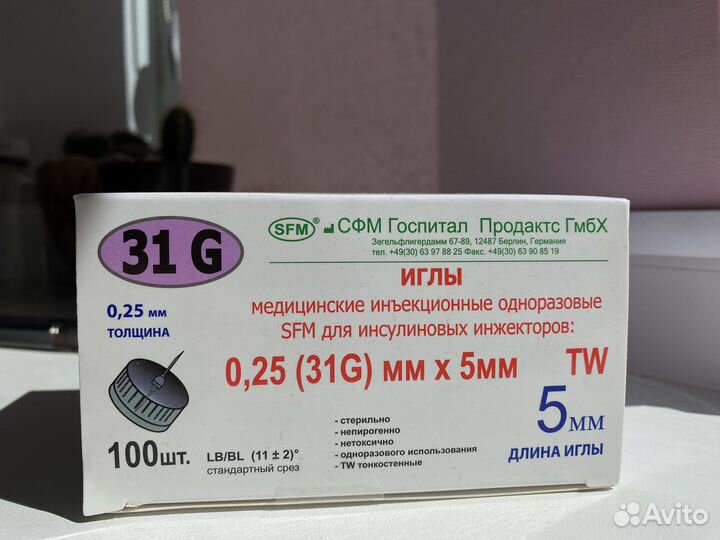 31 G
SFM® СФМ Госпитал Продактс ГмбХ
Зегельфлигердамм 67-89, 12487 Берлин, Германия
тел. +49(30) 63 97 88 25 Факс. +49(30) 63 90 85 19
ИГЛЫ
медицинские инъекционные одноразовые
SFM для инсулиновых инжекторов:
0,25 (31G) мм x 5мм TW
0,25 мм
ТОЛЩИНА
100шт.
LB/BL (11 ± 2)°
стандартный срез
- стерильно
- непирогенно
- нетоксично
- одноразового использования
- TW тонкостенные
5мм
ДЛИНА ИГЛЫ
Avito